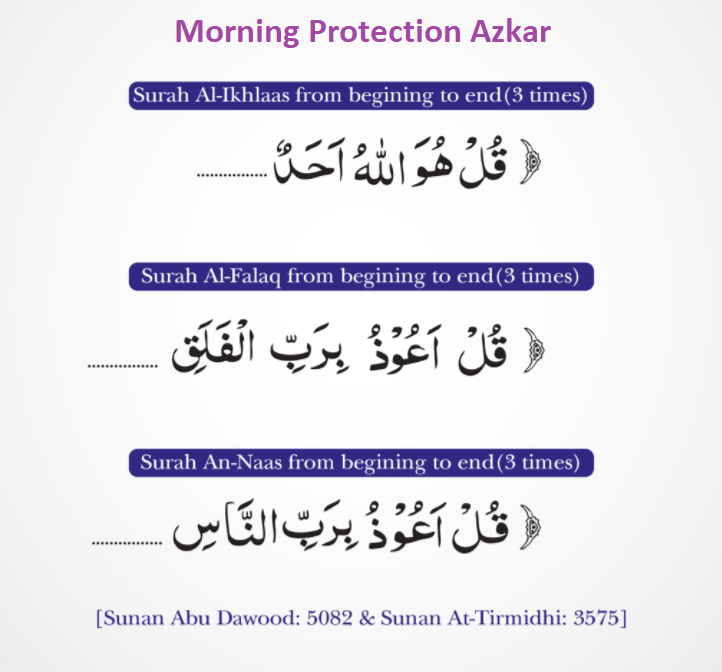 Morning Protection Azkar
Surah Al-Ikhlaas from begining to end(3 times)
﴿ قُلْ هُوَ اللّٰهُ اَحَدٌ ................
Surah Al-Falaq from begining to end(3 times)
﴿ قُلْ اَعُوْذُ بِرَبِّ الْفَلَقِ ................
Surah An-Naas from begining to end(3 times)
﴿ قُلْ اَعُوْذُ بِرَبِّ النَّاسِ ................
[Sunan Abu Dawood: 5082 & Sunan At-Tirmidhi: 3575]